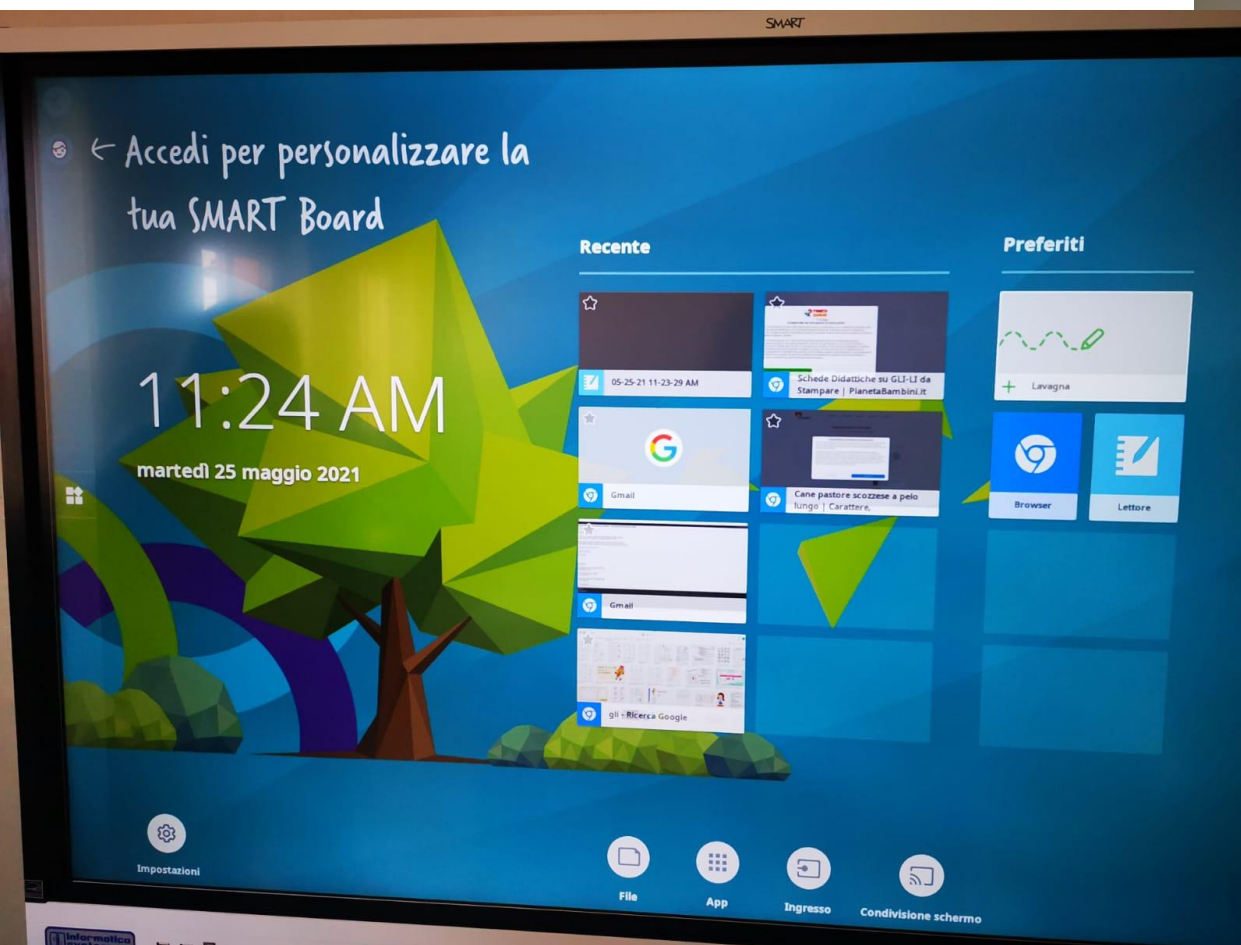 SMART
← Accedi per personalizzare la
tua SMART Board
11:24 AM
martedì 25 maggio 2021
Recente
05-25-21 11-23-29 AM
Schede Didattiche su GLI-LI da
Stampare | PianetaBambini.it
Gmail
Cane pastore scozzese a pelo
lungo | Carattere,
Gmail
gli - Ricerca Google
Preferiti
+ Lavagna
Browser
Lettore
Impostazioni
File
App
Ingresso
Condivisione schermo
informatica